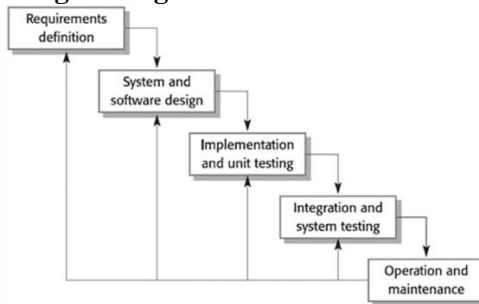 Requirements
definition
System and
software design
Implementation
and unit testing
Integration and
system testing
Operation and
maintenance